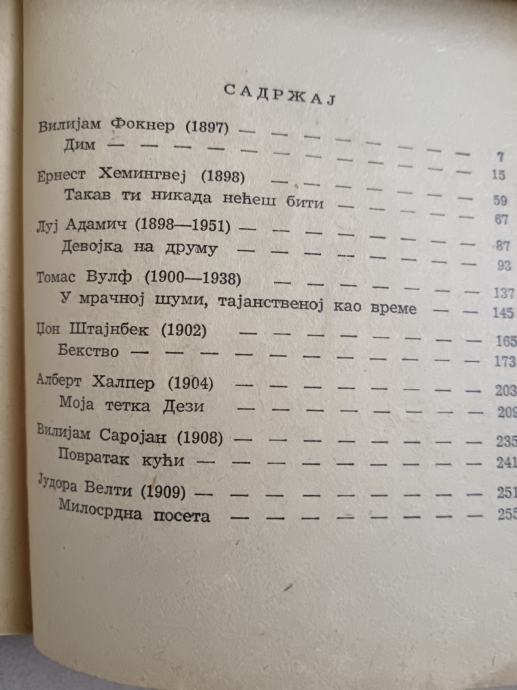 САДРЖАЈ
Вилијам Фокнер (1897) — — — — — — 7
Дим — — — — — — — — — 15
Ернест Хемингвеј (1898) — — — — — 59
Такав ти никада нећеш бити — — — — 67
Луј Адамич (1898—1951) — — — — — — 87
Девојка на друму — — — — — — 93
Томас Вулф (1900—1938) — — — — — 137
У мрачној шуми, тајанственој као време — — 145
Џон Штајнбек (1902) — — — — — — 165
Бекство — — — — — — — — — 173
Алберт Халпер (1904) — — — — — — 203
Моја тетка Дези — — — — — — 209
Вилијам Саројан (1908) — — — — — — 235
Повратак кући — — — — — — — 241
Јудора Велти (1909) — — — — — — — 251
Милосрдна посета — — — — — — 255